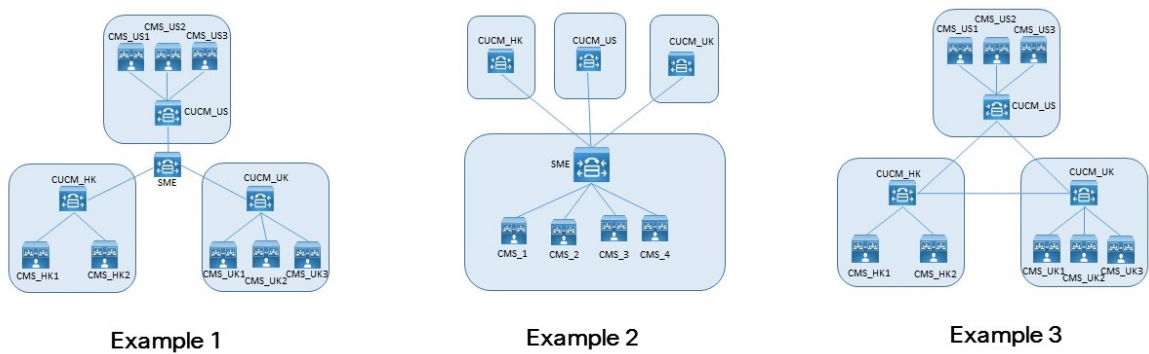 CMS_US2
CMS_US1
CMS_US3
CUCM_US
SME
CUCM_HK
CUCM_UK
CMS_HK1
CMS_HK2
CMS_UK1
CMS_UK2
CMS_UK3
Example 1
CUCM_HK
CUCM_US
CUCM_UK
SME
CMS_1
CMS_2
CMS_3
CMS_4
Example 2
CMS_US2
CMS_US1
CMS_US3
CUCM_US
CUCM_HK
CUCM_UK
CMS_HK1
CMS_HK2
CMS_UK1
CMS_UK2
CMS_UK3
Example 3